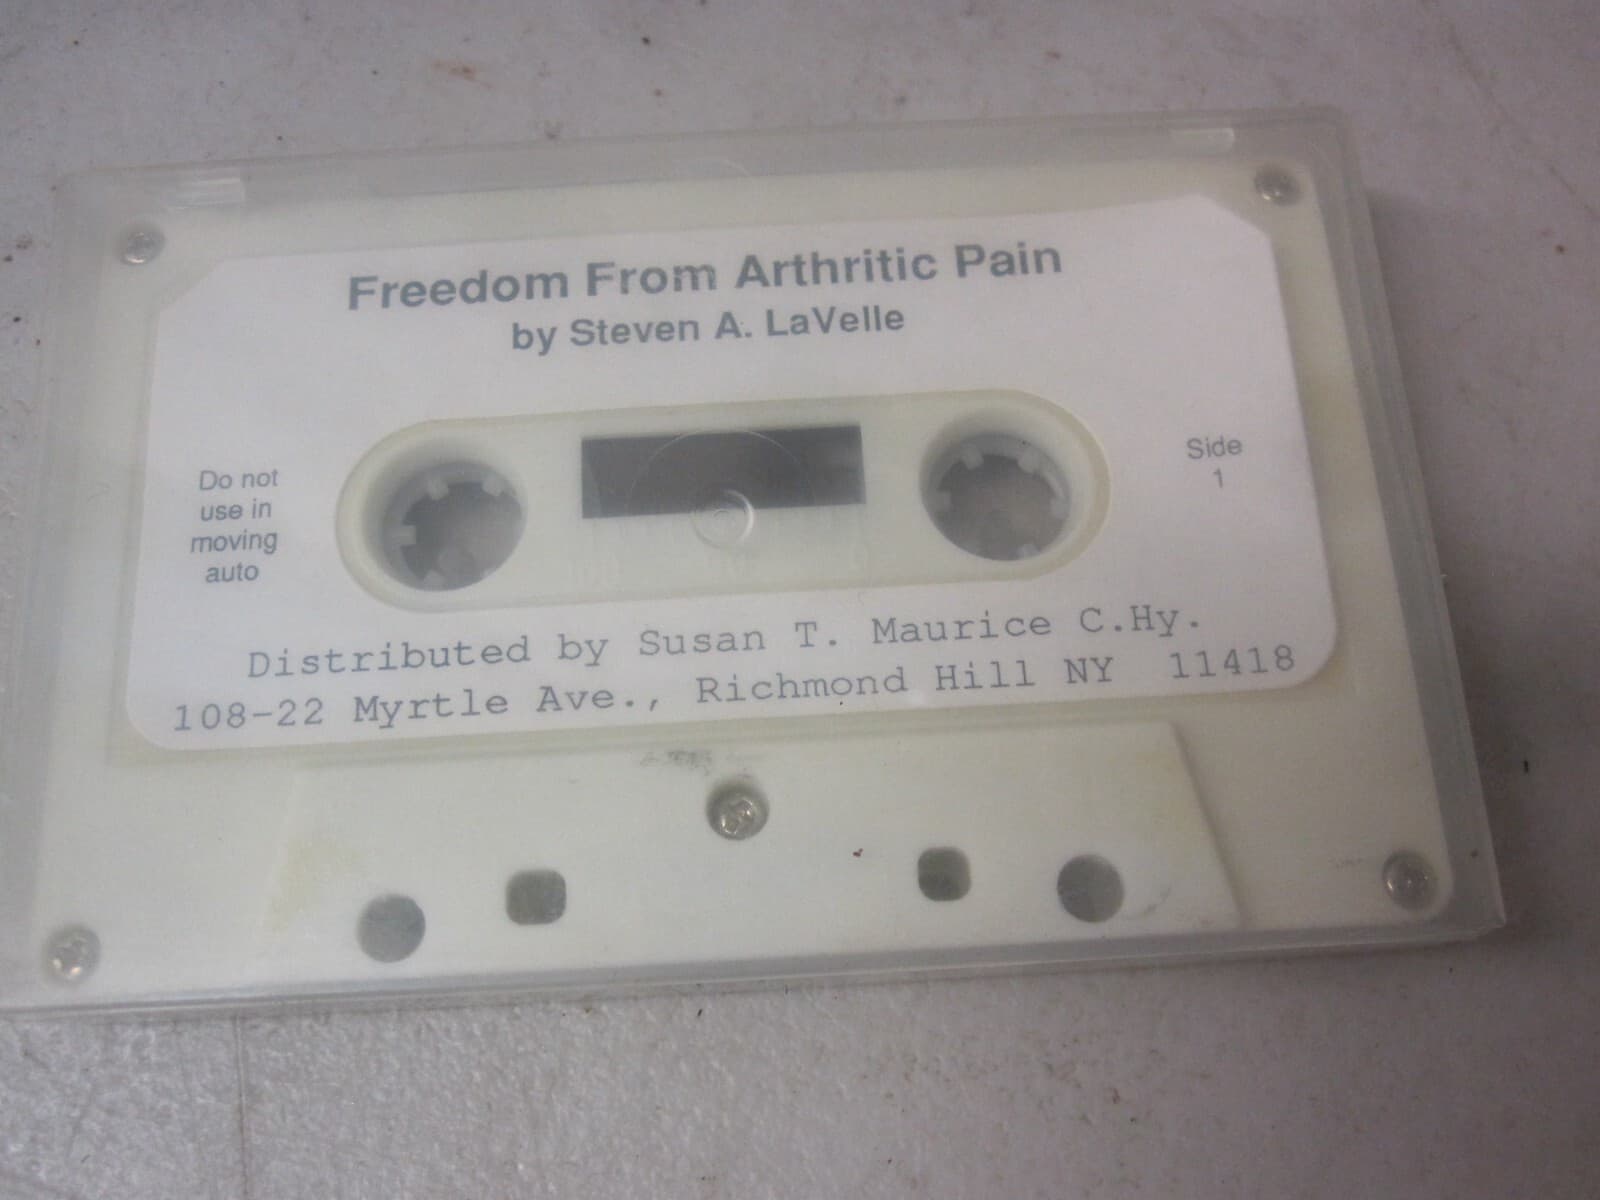 Freedom From Arthritic Pain
by Steven A. LaVelle
Do not
use in
moving
auto
Side
1
Distributed by Susan T. Maurice C.Hy.
108-22 Myrtle Ave., Richmond Hill NY 11418